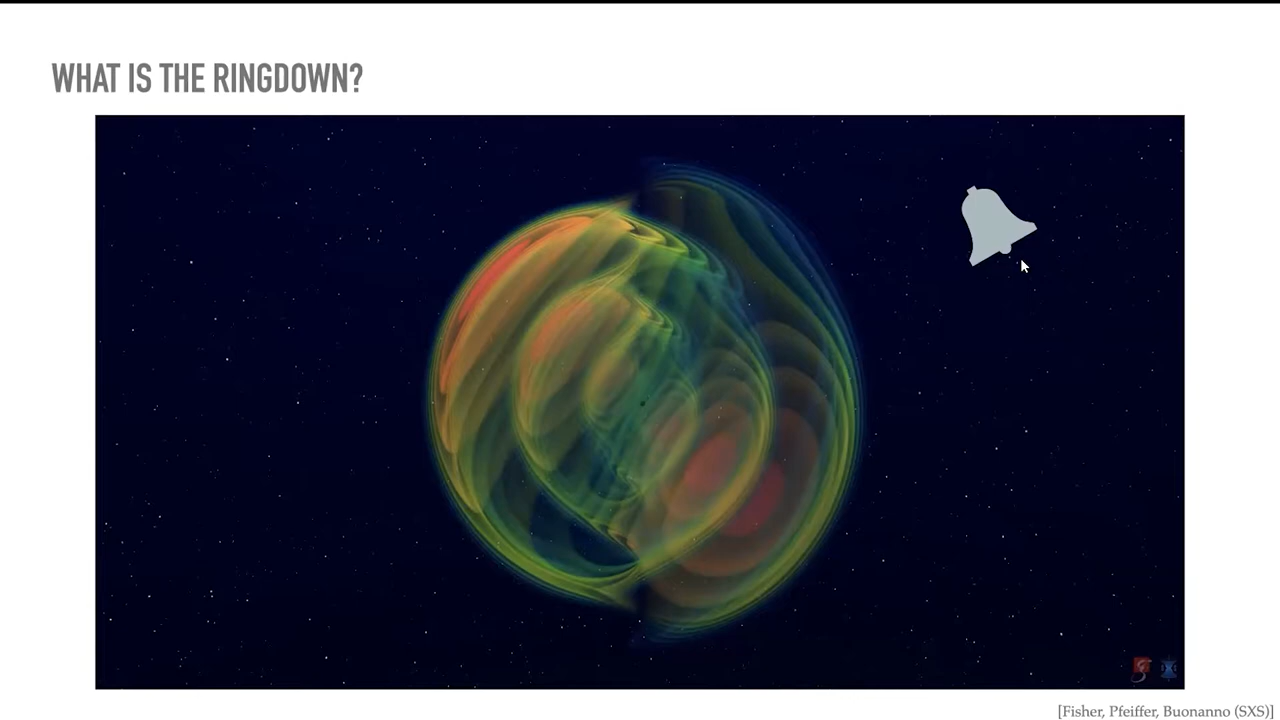 WHAT IS THE RINGDOWN?
[Fisher, Pfeiffer, Buonanno (SXS)]